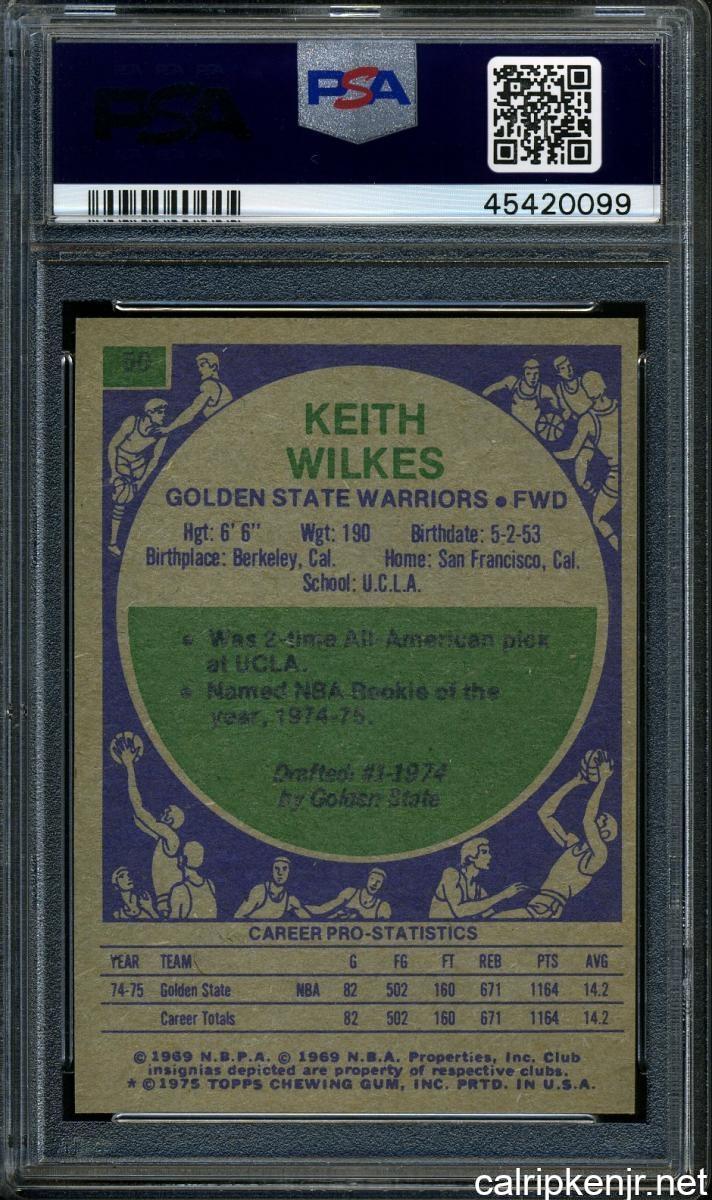 PSA
PSA
45420099
56
KEITH
WILKES
GOLDEN STATE WARRIORS • FWD
Hgt: 6' 6" Wgt: 190 Birthdate: 5-2-53
Birthplace: Berkeley, Cal. Home: San Francisco, Cal.
School: U.C.L.A.
• Was 2-time All-American pick
at UCLA.
• Named NBA Rookie of the
year, 1974-75.
Drafted: #1-1974
by Golden State
CAREER PRO-STATISTICS
YEAR TEAM G FG FT REB PTS AVG
74-75 Golden State NBA 82 502 160 671 1164 14.2
Career Totals 82 502 160 671 1164 14.2
© 1969 N.B.P.A. © 1969 N.B.A. Properties, Inc. Club
insignias depicted are property of respective clubs.
* © 1975 TOPPS CHEWING GUM, INC. PRTD. IN U.S.A.
calripkenjr.net